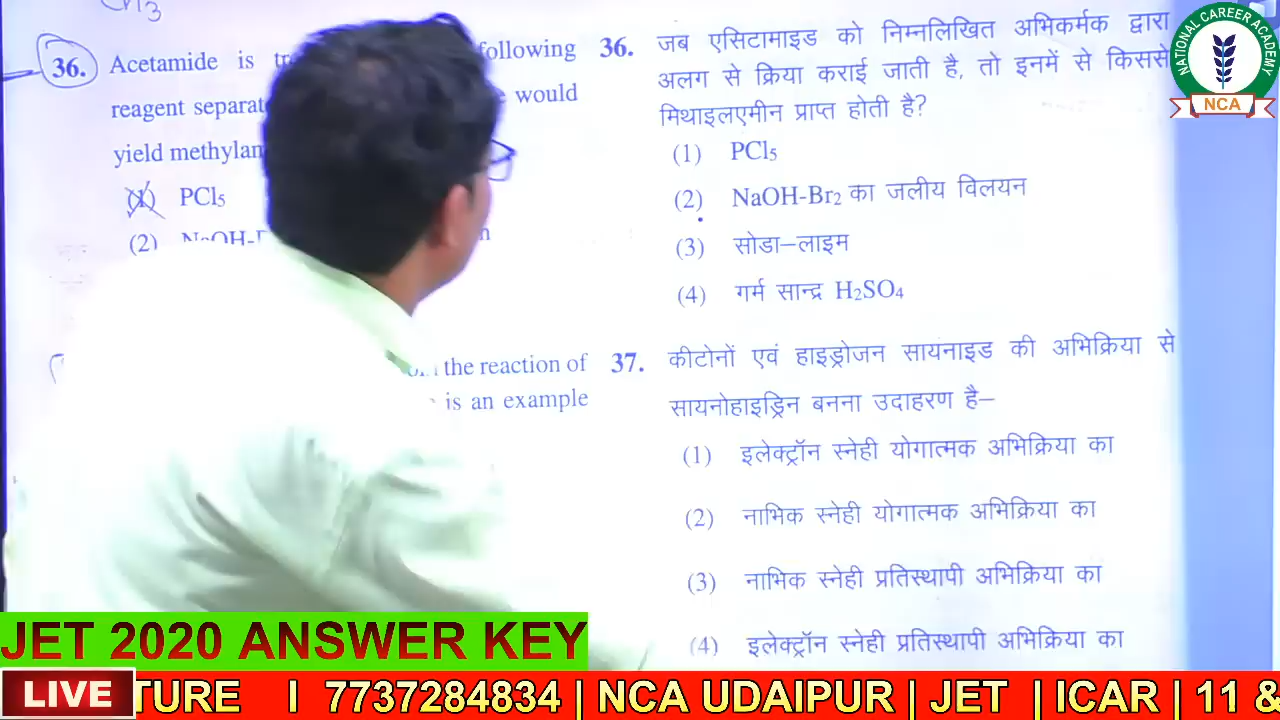 CH3
36. Acetamide is following
reagent would
yield
(1) PCl5
(2)
the reaction of
is an example
36. जब एसिटामाइड को निम्नलिखित अभिकर्मक द्वारा
अलग से क्रिया कराई जाती है, तो इनमें से किससे
मिथाइलएमीन प्राप्त होती है?
(1) PCl5
(2) NaOH-Br2 का जलीय विलयन
(3) सोडा–लाइम
(4) गर्म सान्द्र H2SO4
37. कीटोनों एवं हाइड्रोजन सायनाइड की अभिक्रिया से
सायनोहाइड्रिन बनना उदाहरण है–
(1) इलेक्ट्रॉन स्नेही योगात्मक अभिक्रिया का
(2) नाभिक स्नेही योगात्मक अभिक्रिया का
(3) नाभिक स्नेही प्रतिस्थापी अभिक्रिया का
(4) इलेक्ट्रॉन स्नेही प्रतिस्थापी अभिक्रिया का
NATIONAL CAREER ACADEMY
NCA
JET 2020 ANSWER KEY
LIVE TURE I 7737284834 | NCA UDAIPUR | JET | ICAR | 11 &